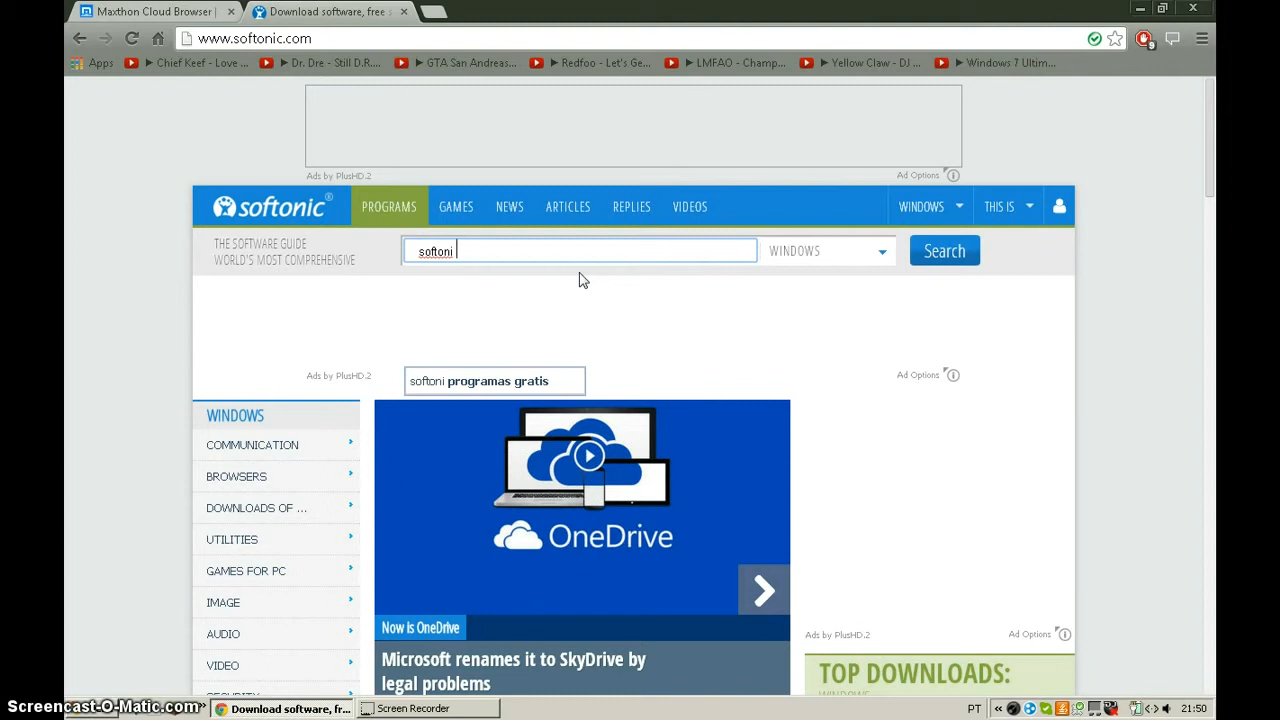 Maxthon Cloud Browser
Download software, free s
www.softonic.com
9
Apps
Chief Keef - Love ...
Dr. Dre - Still D.R....
GTA San Andreas...
Redfoo - Let's Ge...
LMFAO - Champ...
Yellow Claw - DJ ...
Windows 7 Ultim...
Ads by PlusHD.2
Ad Options
softonic®
PROGRAMS
GAMES
NEWS
ARTICLES
REPLIES
VIDEOS
WINDOWS
THIS IS
THE SOFTWARE GUIDE
WORLD'S MOST COMPREHENSIVE
softoni
WINDOWS
Search
Ads by PlusHD.2
softoni programas gratis
Ad Options
WINDOWS
COMMUNICATION
BROWSERS
DOWNLOADS OF ...
UTILITIES
GAMES FOR PC
IMAGE
AUDIO
VIDEO
SECURITY
OneDrive
Now is OneDrive
Microsoft renames it to SkyDrive by
legal problems
Ads by PlusHD.2
Ad Options
TOP DOWNLOADS:
WINDOWS
Screencast-O-Matic.com
Download software, fr...
Screen Recorder
PT
21:50